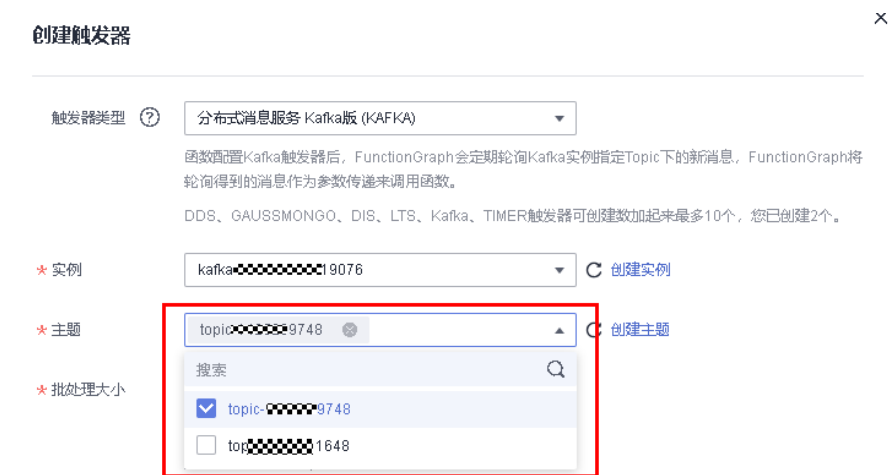 创建触发器
触发器类型
分布式消息服务 Kafka版 (KAFKA)
函数配置Kafka触发器后，FunctionGraph会定期轮询Kafka实例指定Topic下的新消息，FunctionGraph将
轮询得到的消息作为参数传递来调用函数。
DDS、GAUSSMONGO、DIS、LTS、Kafka、TIMER触发器可创建数加起来最多10个，您已创建2个。
* 实例 kafka 19076 创建实例
* 主题 topic 9748 创建主题
搜索
* 批处理大小
topic- 9748
top 1648